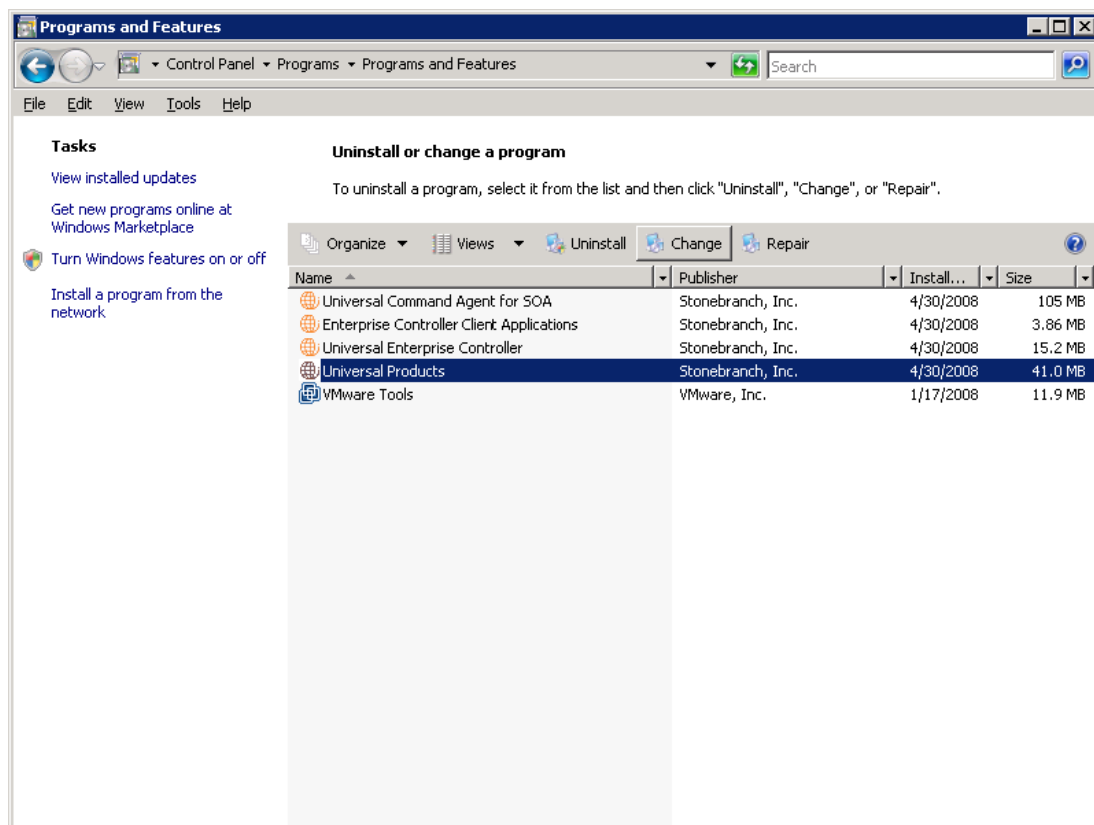 Programs and Features
Control Panel Programs Programs and Features
Search
File Edit View Tools Help
Tasks
View installed updates
Get new programs online at
Windows Marketplace
Turn Windows features on or off
Install a program from the
network
Uninstall or change a program
To uninstall a program, select it from the list and then click "Uninstall", "Change", or "Repair".
Organize Views Uninstall Change Repair
Name Publisher Install... Size
Universal Command Agent for SOA Stonebranch, Inc. 4/30/2008 105 MB
Enterprise Controller Client Applications Stonebranch, Inc. 4/30/2008 3.86 MB
Universal Enterprise Controller Stonebranch, Inc. 4/30/2008 15.2 MB
Universal Products Stonebranch, Inc. 4/30/2008 41.0 MB
VMware Tools VMware, Inc. 1/17/2008 11.9 MB